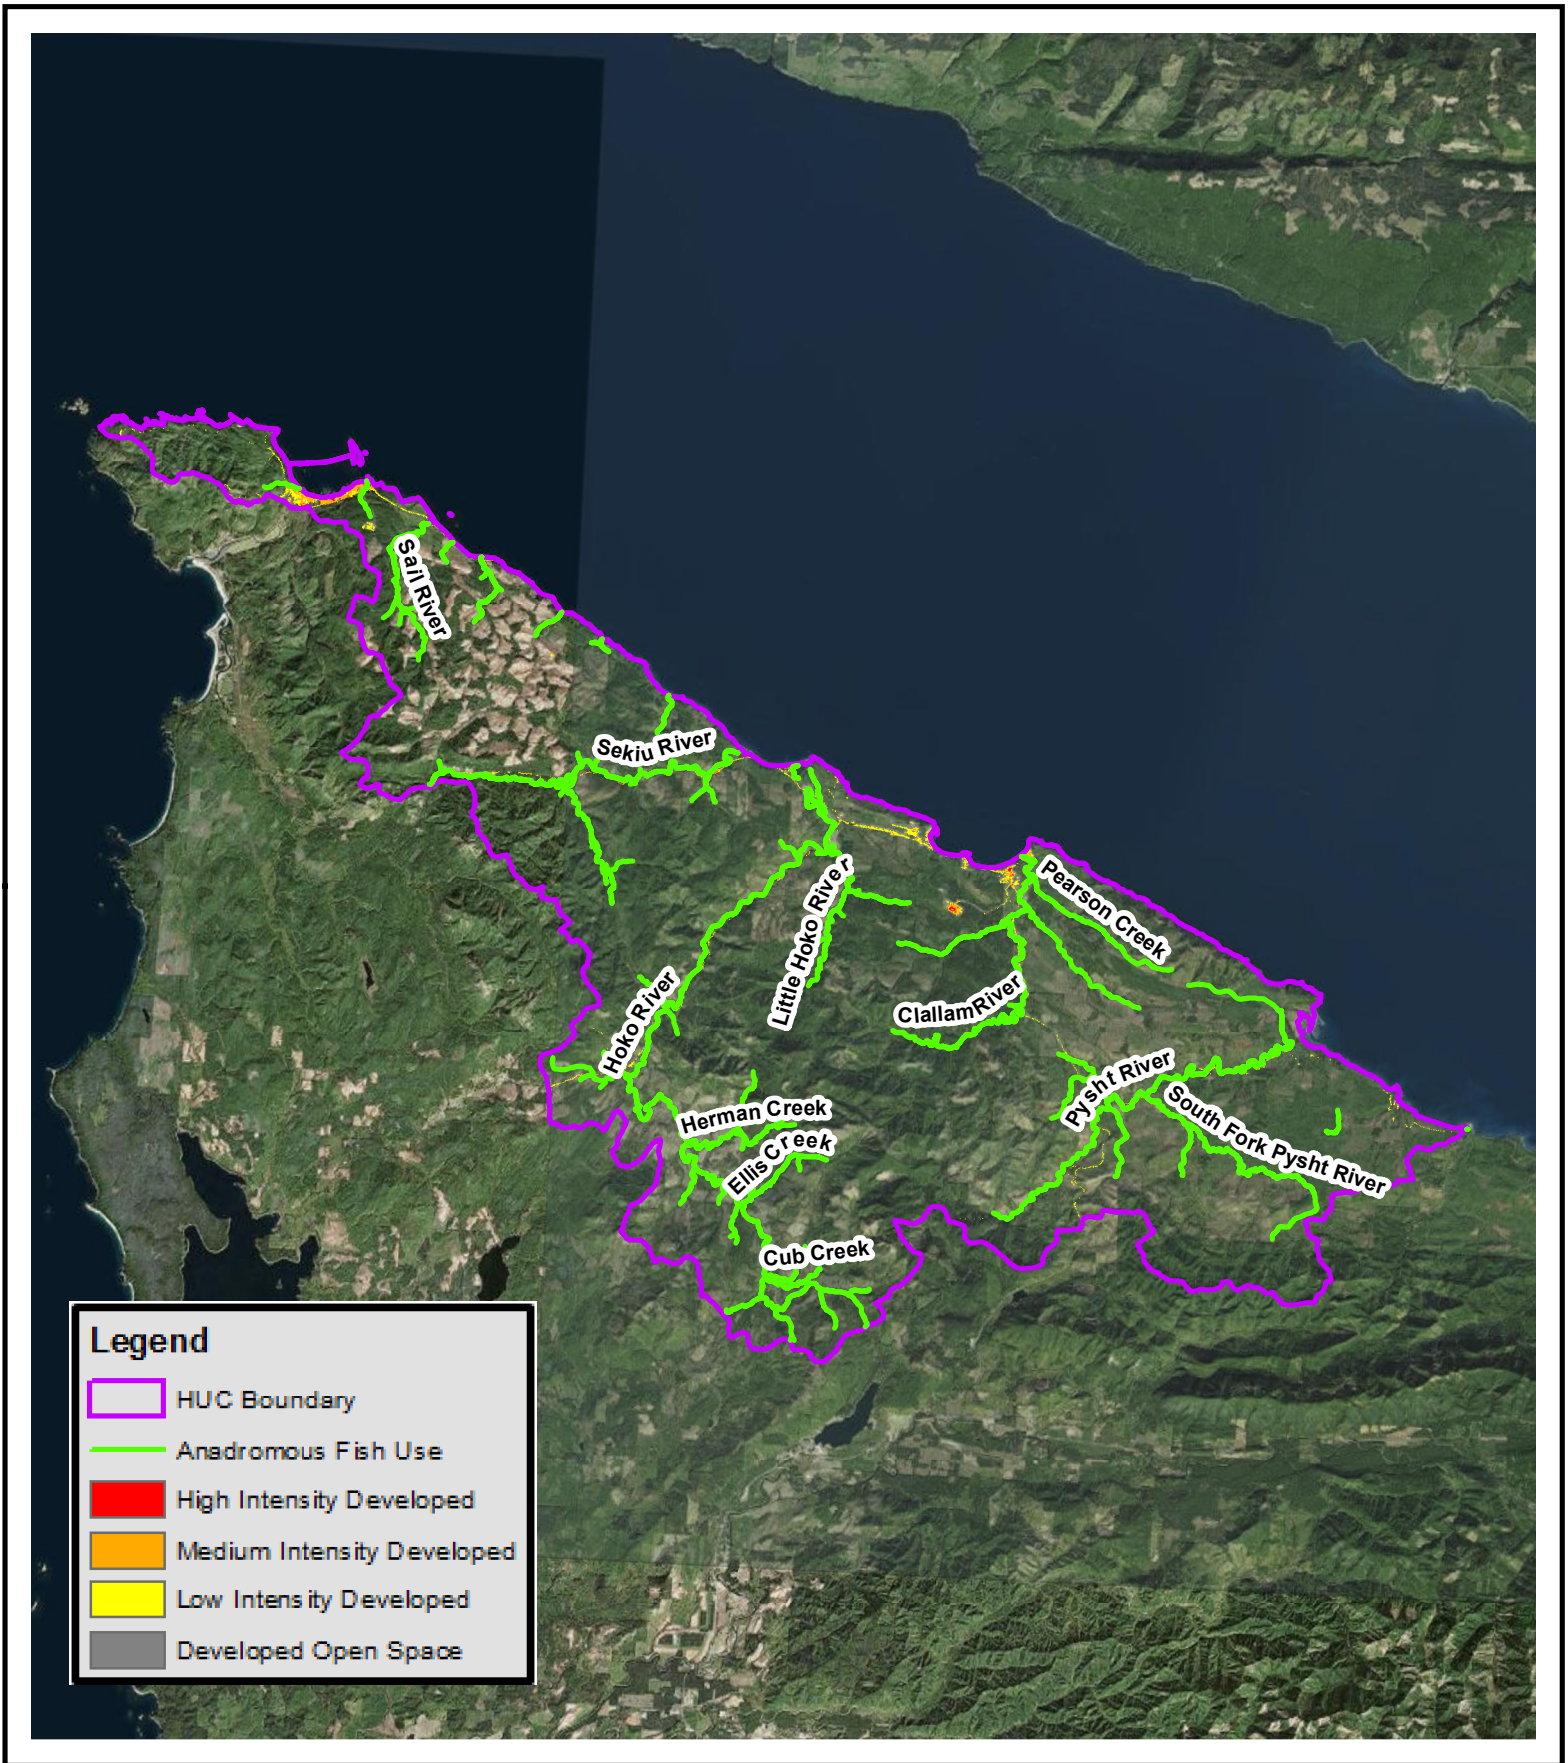 Sail River
Sekiu River
Pearson Creek
Little Hoko River
Hoko River
Clallam River
Pysht River
South Fork Pysht River
Herman Creek
Ellis Creek
Cub Creek
Legend
HUC Boundary
Anadromous Fish Use
High Intensity Developed
Medium Intensity Developed
Low Intensity Developed
Developed Open Space